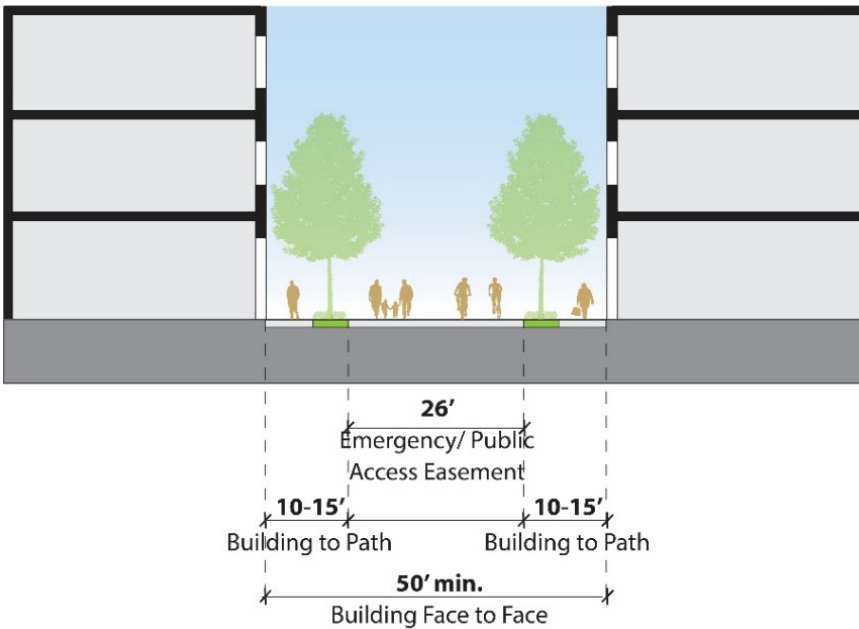 26’
Emergency/ Public
Access Easement
10-15’ 10-15’
Building to Path Building to Path
50’ min.
Building Face to Face